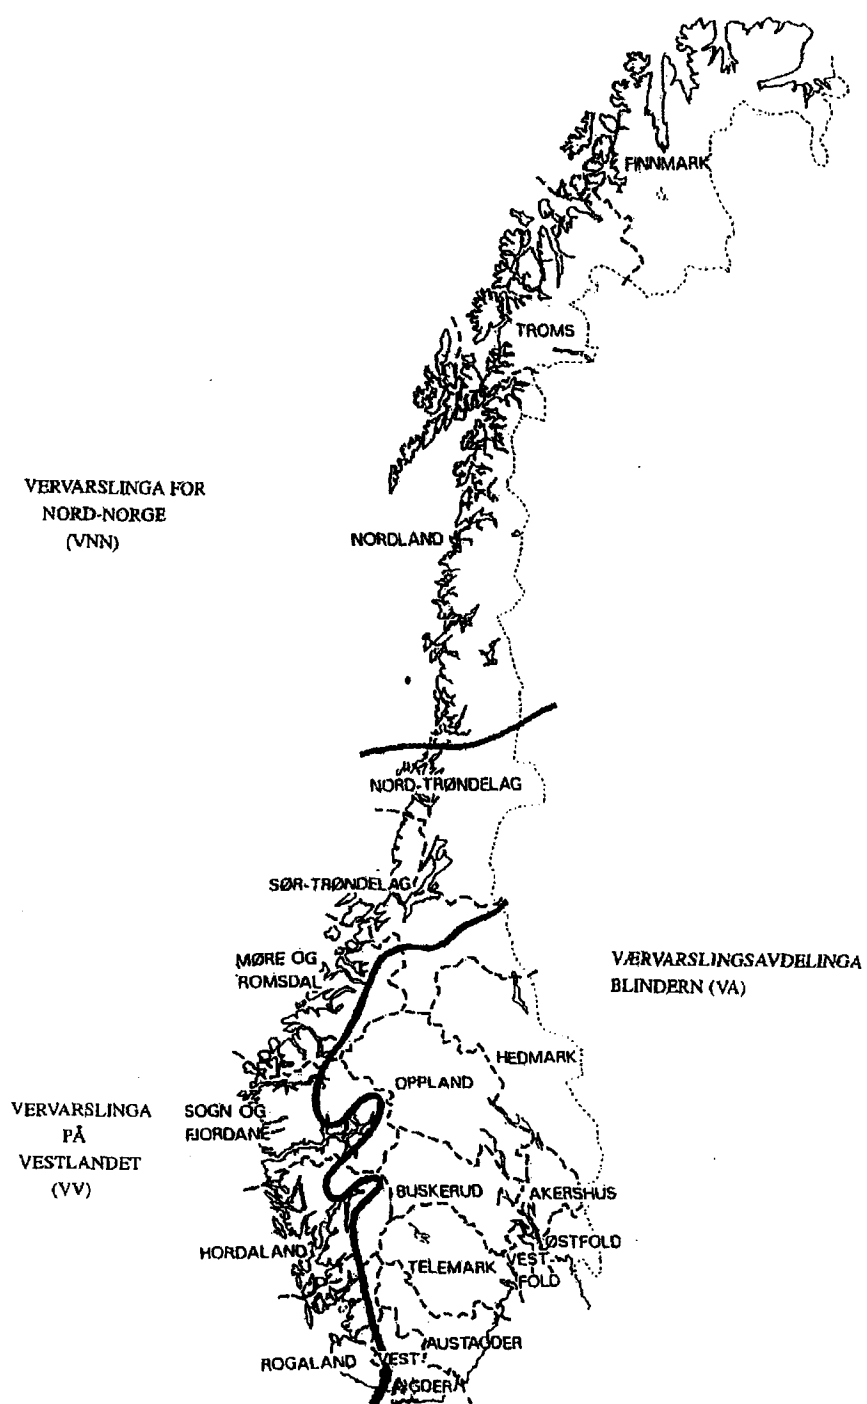 FINNMARK
TROMS
VERVARSLINGA FOR
NORD-NORGE
(VNN)
NORDLAND
NORD-TRØNDELAG
SØR-TRØNDELAG
MØRE OG
ROMSDAL
VÆRVARSLINGSAVDELINGA
BLINDERN (VA)
HEDMARK
OPPLAND
VERVARSLINGA
PÅ
VESTLANDET
(VV)
SOGN OG
FJORDANE
BUSKERUD
AKERSHUS
ØSTFOLD
HORDALAND
TELEMARK
VEST
FOLD
AUSTAGDER
ROGALAND
VEST
AGDER